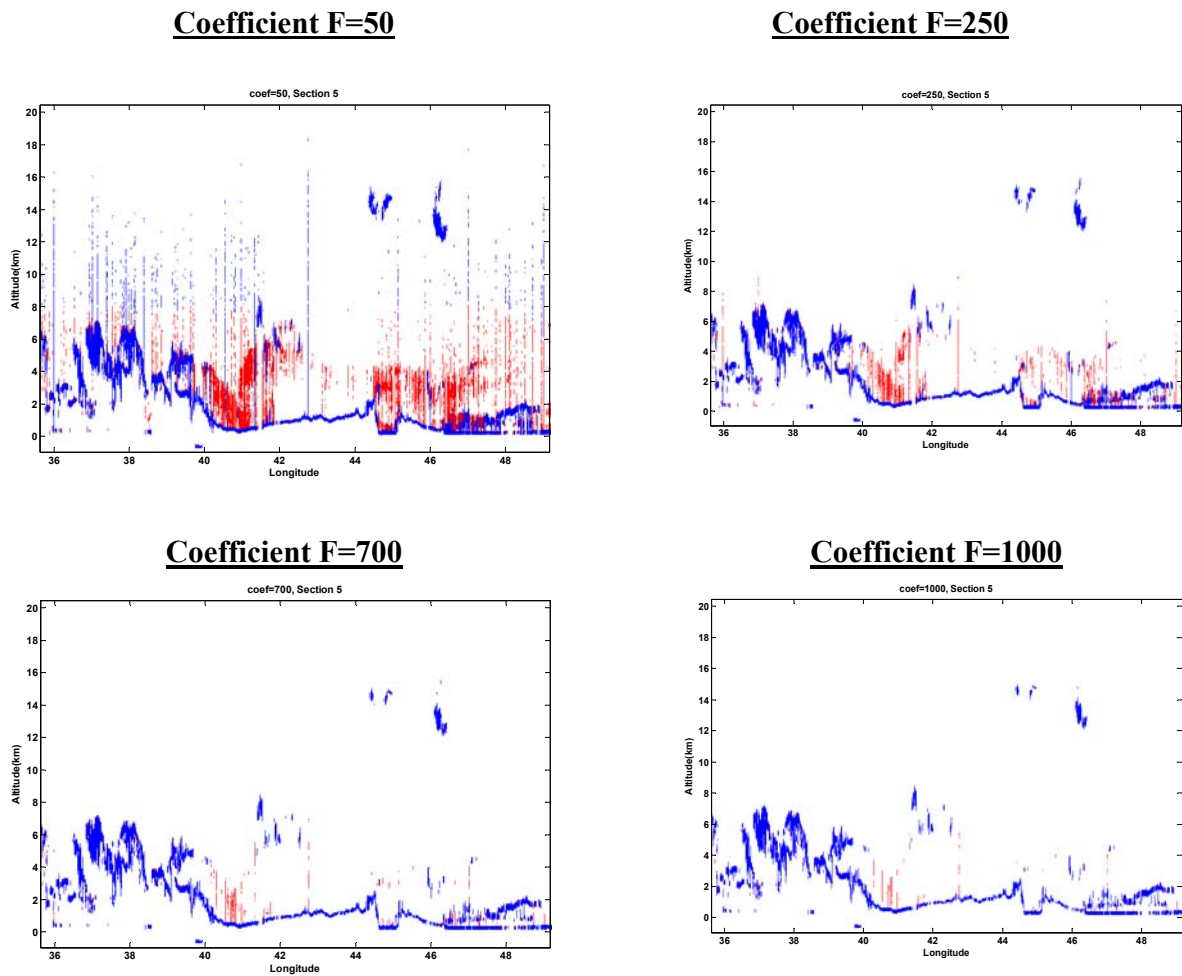 Coefficient F=50
Coefficient F=250
coef=50, Section 5
20
18
16
14
12
10
8
6
4
2
0
Altitude(km)
36 38 40 42 44 46 48
Longitude
coef=250, Section 5
20
18
16
14
12
10
8
6
4
2
0
Altitude(km)
36 38 40 42 44 46 48
Longitude
Coefficient F=700
Coefficient F=1000
coef=700, Section 5
20
18
16
14
12
10
8
6
4
2
0
Altitude(km)
36 38 40 42 44 46 48
Longitude
coef=1000, Section 5
20
18
16
14
12
10
8
6
4
2
0
Altitude(km)
36 38 40 42 44 46 48
Longitude